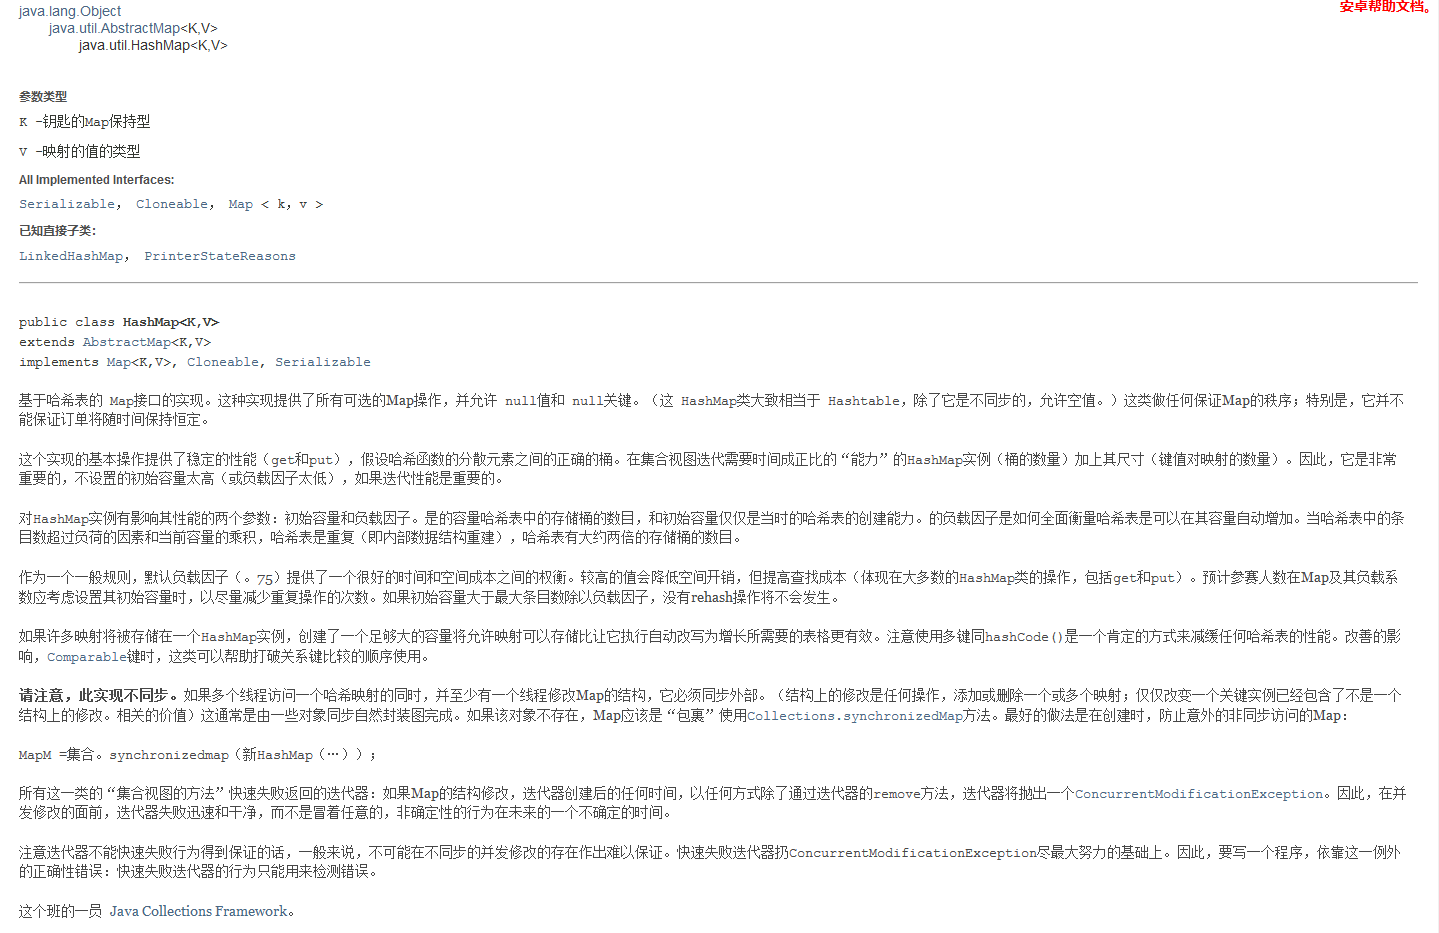 java.lang.Object
安卓帮助文档。
java.util.AbstractMap<K,V>
java.util.HashMap<K,V>
参数类型
K -钥匙的Map保持型
V -映射的值的类型
All Implemented Interfaces:
Serializable， Cloneable， Map < k，v >
已知直接子类：
LinkedHashMap， PrinterStateReasons
public class HashMap<K,V>
extends AbstractMap<K,V>
implements Map<K,V>, Cloneable, Serializable
基于哈希表的 Map接口的实现。这种实现提供了所有可选的Map操作，并允许 null值和 null关键。（这 HashMap类大致相当于 Hashtable，除了它是不同步的，允许空值。）这类做任何保证Map的秩序；特别是，它并不
能保证订单将随时间保持恒定。
这个实现的基本操作提供了稳定的性能（get和put），假设哈希函数的分散元素之间的正确的桶。在集合视图迭代需要时间成正比的“能力”的HashMap实例（桶的数量）加上其尺寸（键值对映射的数量）。因此，它是非常
重要的，不设置的初始容量太高（或负载因子太低），如果迭代性能是重要的。
对HashMap实例有影响其性能的两个参数：初始容量和负载因子。是的容量哈希表中的存储桶的数目，和初始容量仅仅是当时的哈希表的创建能力。的负载因子是如何全面衡量哈希表是可以在其容量自动增加。当哈希表中的条
目数超过负荷的因素和当前容量的乘积，哈希表是重复（即内部数据结构重建），哈希表有大约两倍的存储桶的数目。
作为一个一般规则，默认负载因子（。75）提供了一个很好的时间和空间成本之间的权衡。较高的值会降低空间开销，但提高查找成本（体现在大多数的HashMap类的操作，包括get和put）。预计参赛人数在Map及其负载系
数应考虑设置其初始容量时，以尽量减少重复操作的次数。如果初始容量大于最大条目数除以负载因子，没有rehash操作将不会发生。
如果许多映射将被存储在一个HashMap实例，创建了一个足够大的容量将允许映射可以存储比让它执行自动改写为增长所需要的表格更有效。注意使用多键同hashCode()是一个肯定的方式来减缓任何哈希表的性能。改善的影
响，Comparable键时，这类可以帮助打破关系键比较的顺序使用。
请注意，此实现不同步。如果多个线程访问一个哈希映射的同时，并至少有一个线程修改Map的结构，它必须同步外部。（结构上的修改是任何操作，添加或删除一个或多个映射；仅仅改变一个关键实例已经包含了不是一个
结构上的修改。相关的价值）这通常是由一些对象同步自然封装图完成。如果该对象不存在，Map应该是“包裹”使用Collections.synchronizedMap方法。最好的做法是在创建时，防止意外的非同步访问的Map：
MapM =集合。synchronizedmap（新HashMap（…））；
所有这一类的“集合视图的方法”快速失败返回的迭代器：如果Map的结构修改，迭代器创建后的任何时间，以任何方式除了通过迭代器的remove方法，迭代器将抛出一个ConcurrentModificationException。因此，在并
发修改的面前，迭代器失败迅速和干净，而不是冒着任意的，非确定性的行为在未来的一个不确定的时间。
注意迭代器不能快速失败行为得到保证的话，一般来说，不可能在不同步的并发修改的存在作出难以保证。快速失败迭代器扔ConcurrentModificationException尽最大努力的基础上。因此，要写一个程序，依靠这一例外
的正确性错误：快速失败迭代器的行为只能用来检测错误。
这个班的一员 Java Collections Framework。